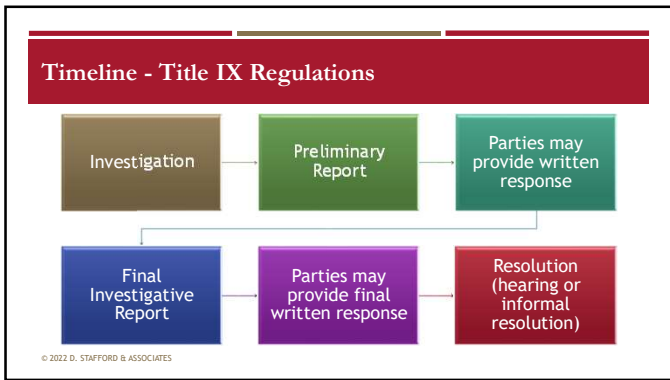 Timeline - Title IX Regulations
Investigation
Preliminary
Report
Parties may
provide written
response
Final
Investigative
Report
Parties may
provide final
written response
Resolution
(hearing or
informal
resolution)
© 2022 D. STAFFORD & ASSOCIATES